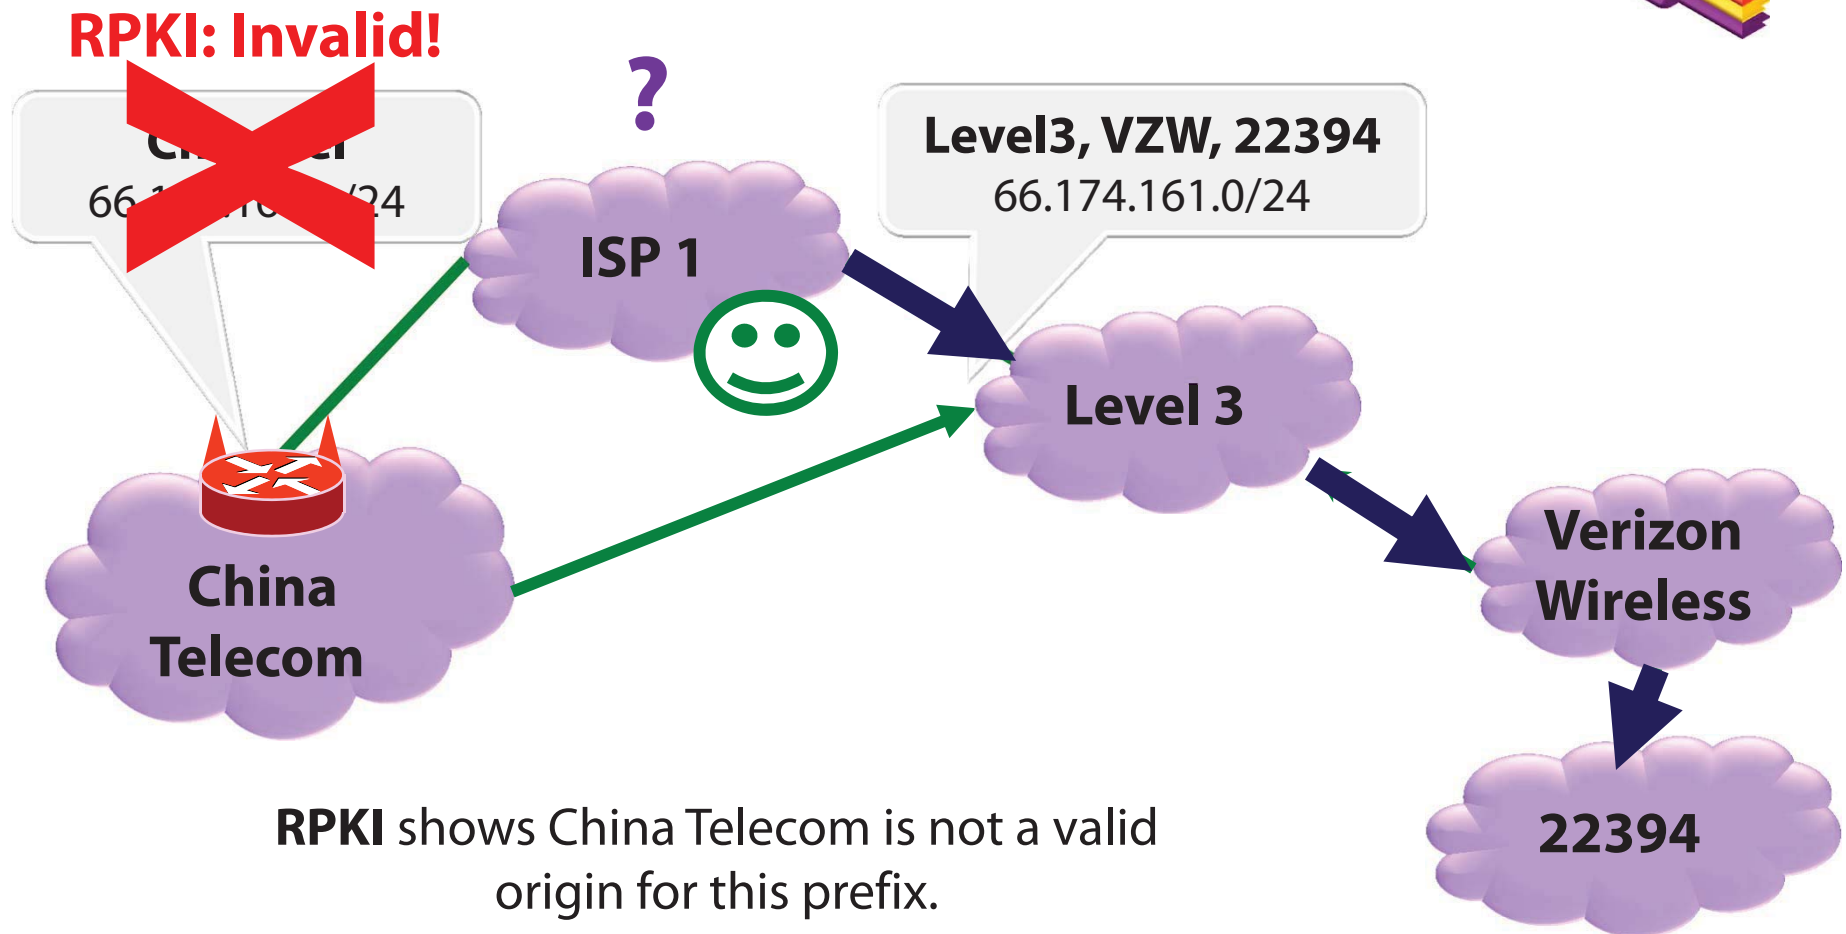 RPKI: Invalid!
?
Level3, VZW, 22394
66.174.161.0/24
ISP 1
Level 3
China
Telecom
Verizon
Wireless
22394
RPKI shows China Telecom is not a valid
origin for this prefix.